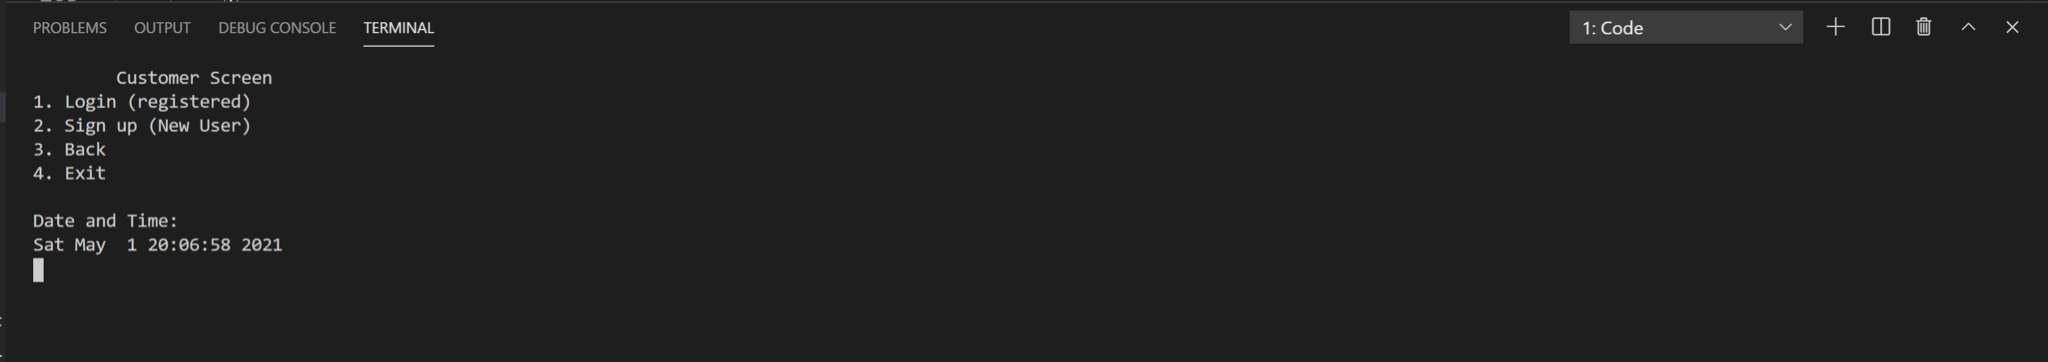 PROBLEMS OUTPUT DEBUG CONSOLE TERMINAL 1: Code
Customer Screen
1. Login (registered)
2. Sign up (New User)
3. Back
4. Exit
Date and Time:
Sat May  1 20:06:58 2021